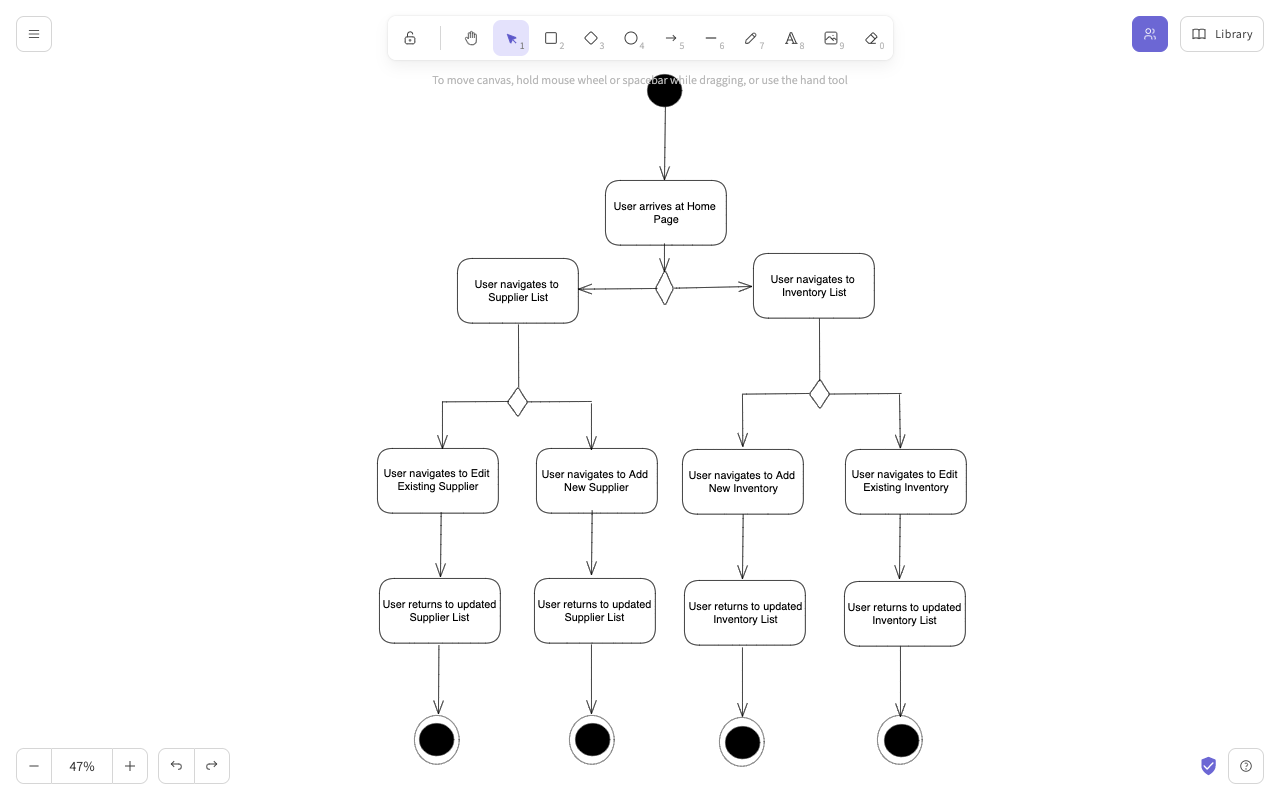 1
2
3
4
5
6
7
8
9
0
Library
To move canvas, hold mouse wheel or spacebar while dragging, or use the hand tool
User arrives at Home
Page
User navigates to
Supplier List
User navigates to
Inventory List
User navigates to Edit
Existing Supplier
User navigates to Add
New Supplier
User navigates to Add
New Inventory
User navigates to Edit
Existing Inventory
User returns to updated
Supplier List
User returns to updated
Supplier List
User returns to updated
Inventory List
User returns to updated
Inventory List
47%